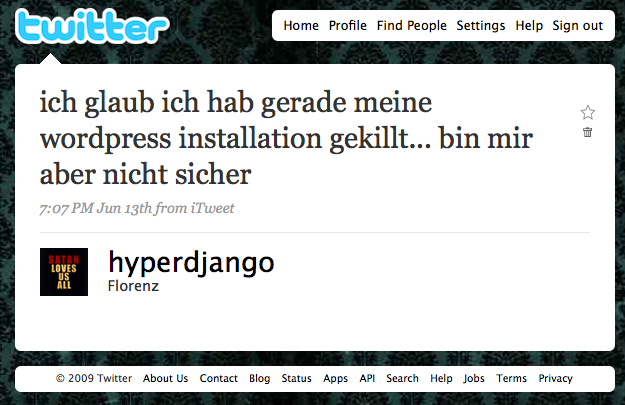 twitter
Home Profile Find People Settings Help Sign out
ich glaub ich hab gerade meine
wordpress installation gekillt... bin mir
aber nicht sicher
7:07 PM Jun 13th from iTweet
SATAN
LOVES
US
ALL
hyperdjango
Florenz
© 2009 Twitter About Us Contact Blog Status Apps API Search Help Jobs Terms Privacy